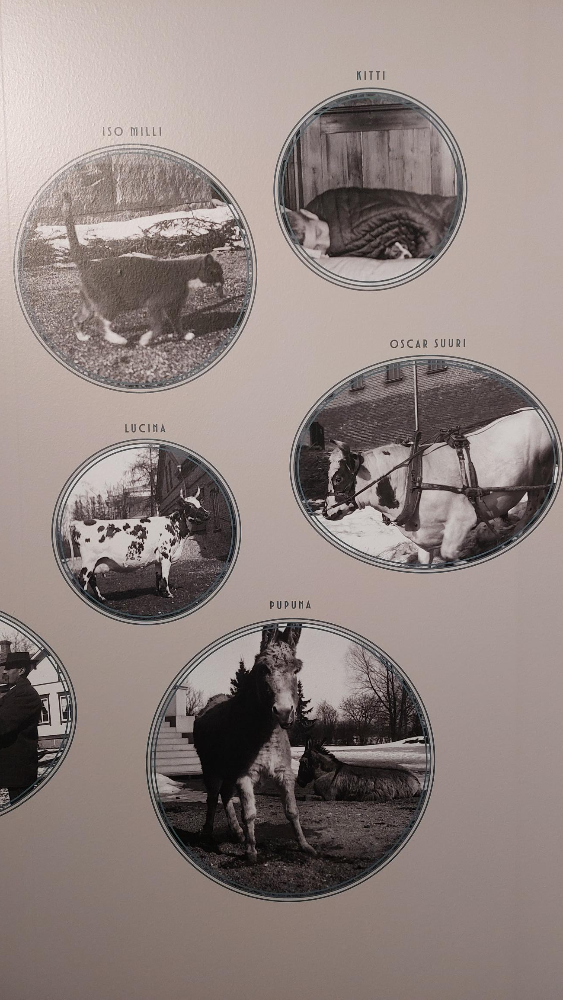 KITTI
ISO MILLI
OSCAR SUURI
LUCINA
PUPUNA